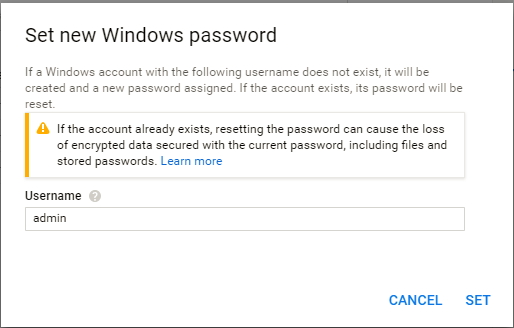 Set new Windows password
If a Windows account with the following username does not exist, it will be
created and a new password assigned. If the account exists, its password will be
reset.
If the account already exists, resetting the password can cause the loss
of encrypted data secured with the current password, including files and
stored passwords. Learn more
Username ?
admin
CANCEL SET